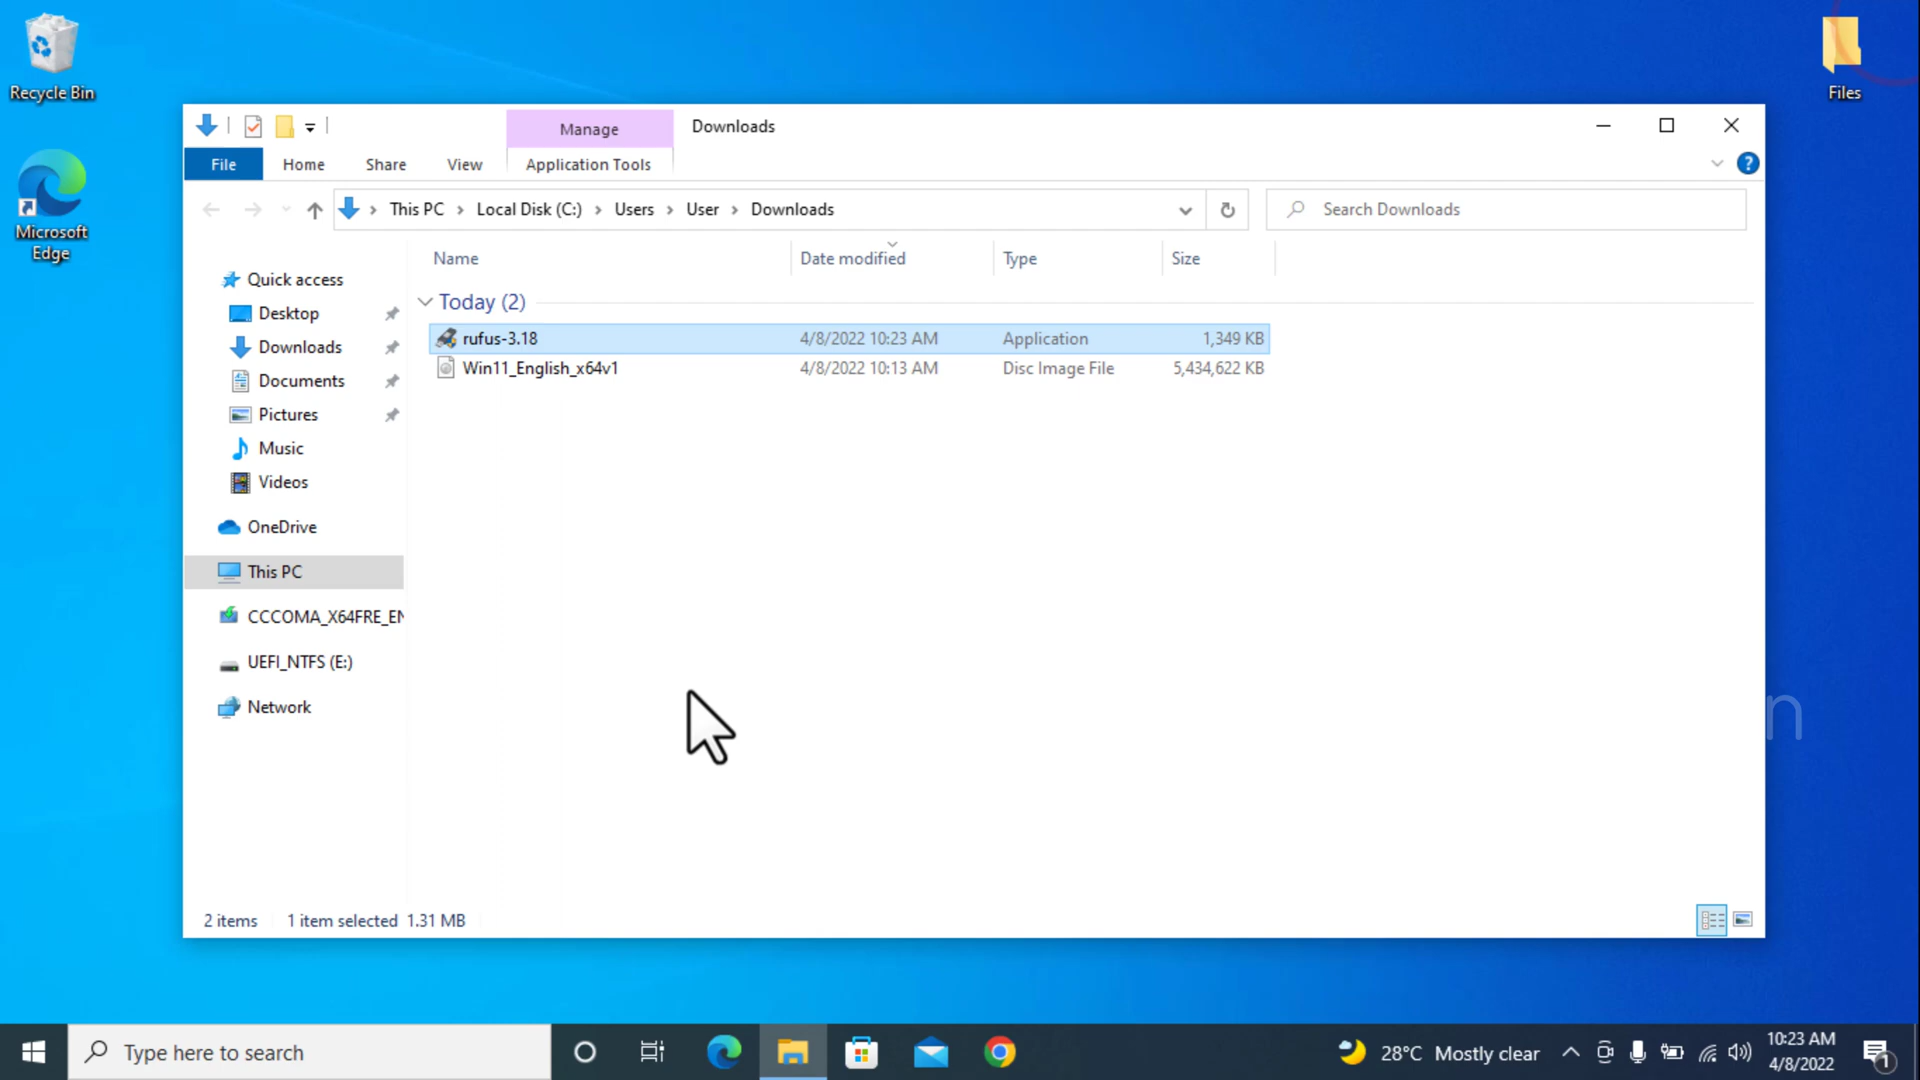 Recycle Bin
Files
Microsoft
Edge
Manage
Downloads
File
Home
Share
View
Application Tools
This PC
Local Disk (C:)
Users
User
Downloads
Search Downloads
Name
Date modified
Type
Size
Today (2)
rufus-3.18
4/8/2022 10:23 AM
Application
1,349 KB
Win11_English_x64v1
4/8/2022 10:13 AM
Disc Image File
5,434,622 KB
Quick access
Desktop
Downloads
Documents
Pictures
Music
Videos
OneDrive
This PC
CCCOMA_X64FRE_EN
UEFI_NTFS (E:)
Network
n
2 items
1 item selected 1.31 MB
Type here to search
28°C Mostly clear
10:23 AM
4/8/2022
1